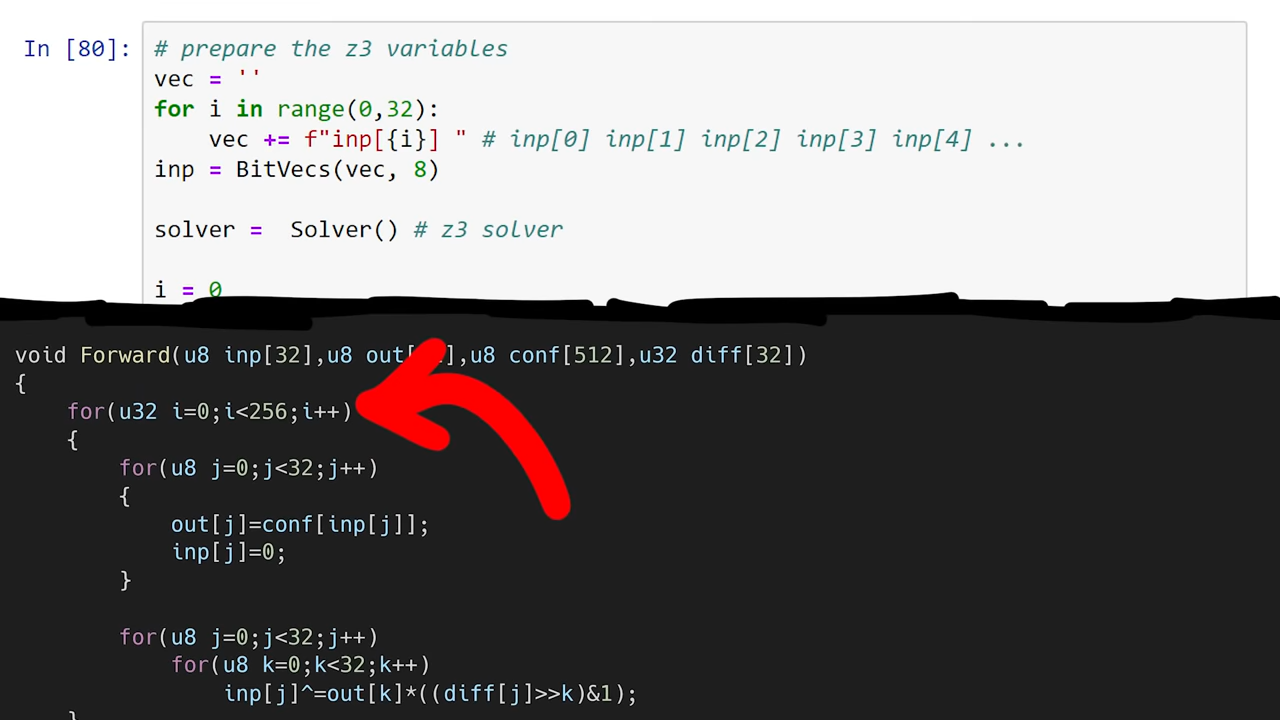 In [80]: # prepare the z3 variables
vec = ''
for i in range(0,32):
    vec += f"inp[{i}] " # inp[0] inp[1] inp[2] inp[3] inp[4] ...
inp = BitVecs(vec, 8)
solver =  Solver() # z3 solver
i = 0
void Forward(u8 inp[32],u8 out[ ],u8 conf[512],u32 diff[32])
{
    for(u32 i=0;i<256;i++)
    {
        for(u8 j=0;j<32;j++)
        {
            out[j]=conf[inp[j]];
            inp[j]=0;
        }
        for(u8 j=0;j<32;j++)
            for(u8 k=0;k<32;k++)
                inp[j]^=out[k]*((diff[j]>>k)&1);
    }